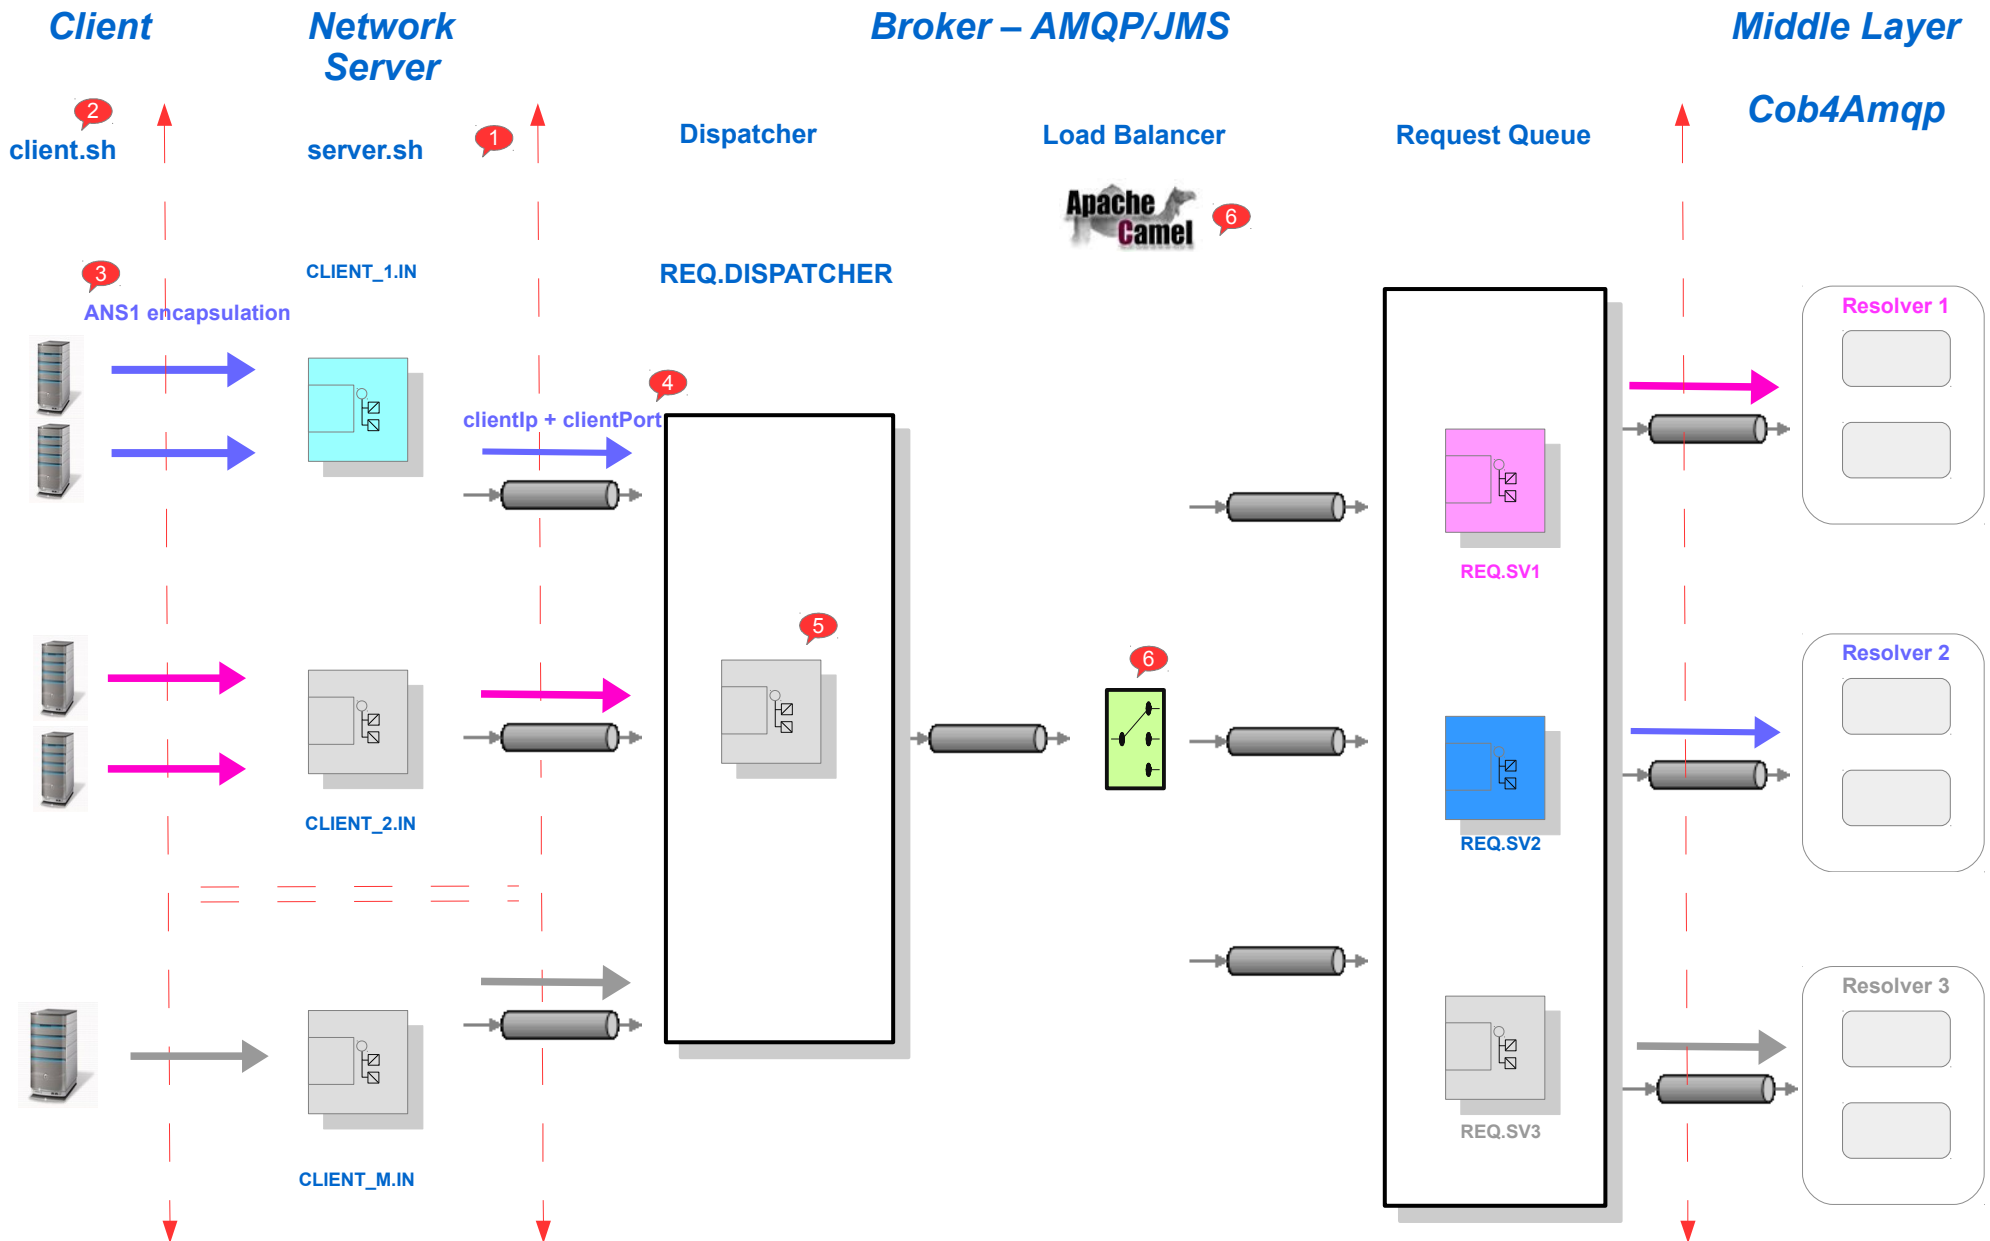 Client
Network
Server
Broker – AMQP/JMS
Middle Layer
Cob4Amqp
2
client.sh
server.sh
1
Dispatcher
Load Balancer
Request Queue
Apache
Camel
6
3
CLIENT_1.IN
REQ.DISPATCHER
ANS1 encapsulation
Resolver 1
4
clientIp + clientPort
REQ.SV1
5
6
Resolver 2
CLIENT_2.IN
REQ.SV2
Resolver 3
REQ.SV3
CLIENT_M.IN